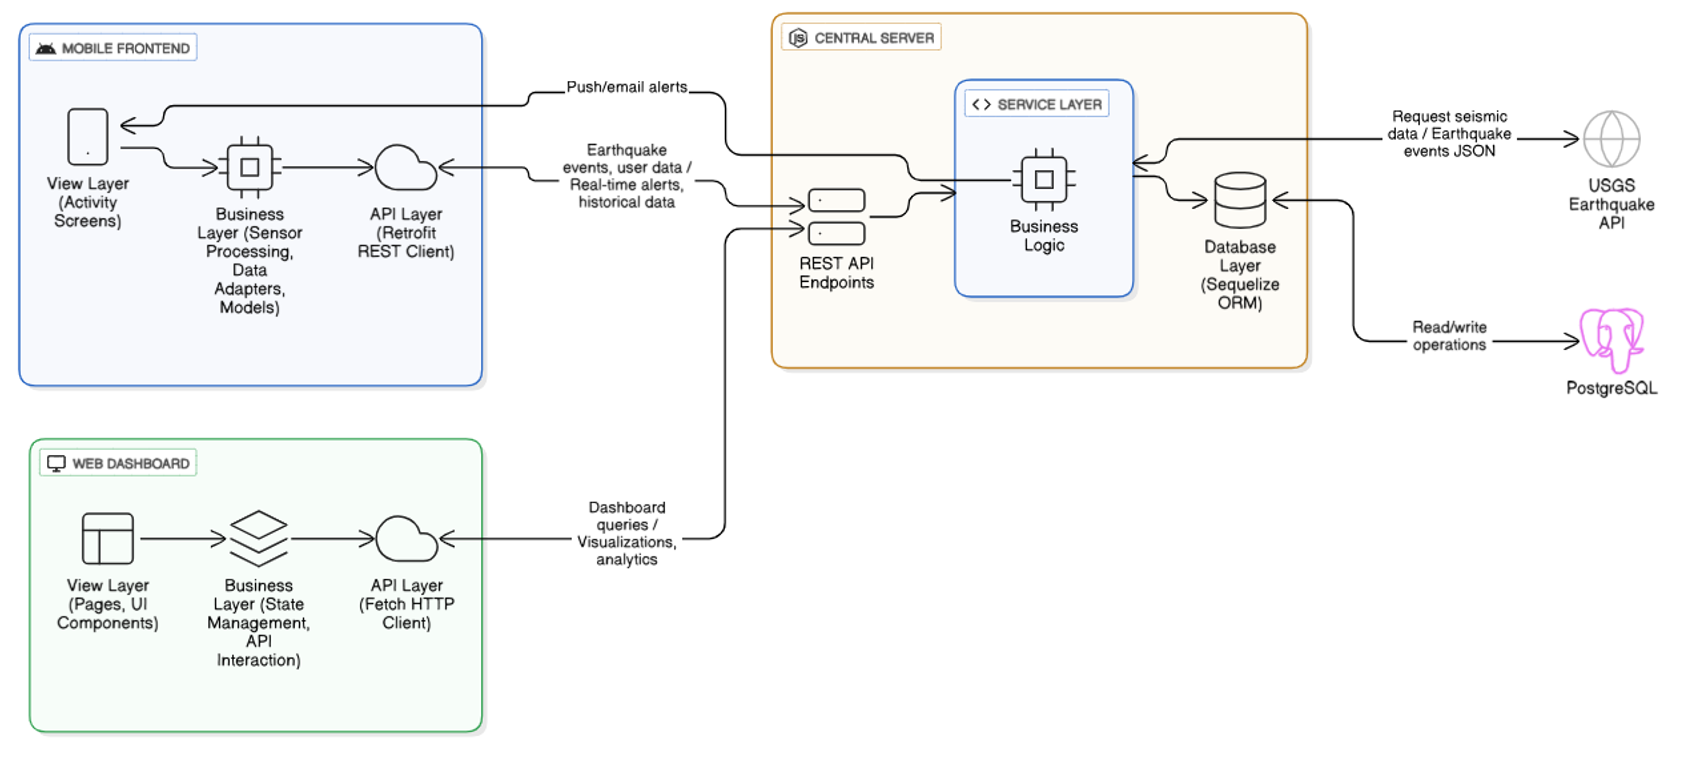 MOBILE FRONTEND
View Layer
(Activity
Screens)
Business
Layer (Sensor
Processing,
Data
Adapters,
Models)
API Layer
(Retrofit
REST Client)
Push/email alerts
Earthquake
events, user data /
Real-time alerts,
historical data
CENTRAL SERVER
REST API
Endpoints
SERVICE LAYER
Business
Logic
Database
Layer
(Sequelize
ORM)
Request seismic
data / Earthquake
events JSON
USGS
Earthquake
API
Read/write
operations
PostgreSQL
WEB DASHBOARD
View Layer
(Pages, UI
Components)
Business
Layer (State
Management,
API
Interaction)
API Layer
(Fetch HTTP
Client)
Dashboard
queries /
Visualizations,
analytics